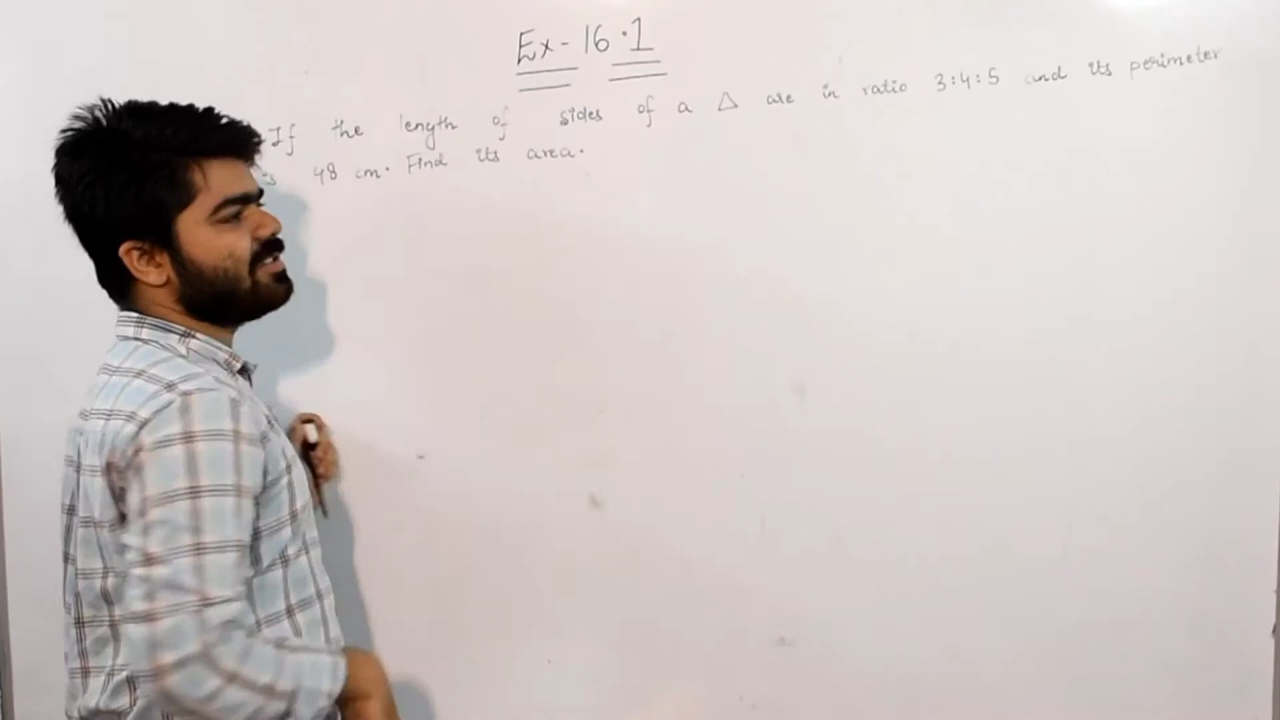 Ex-16.1
If the length of sides of a △ are in ratio 3:4:5 and its perimeter
48 cm. Find its area.